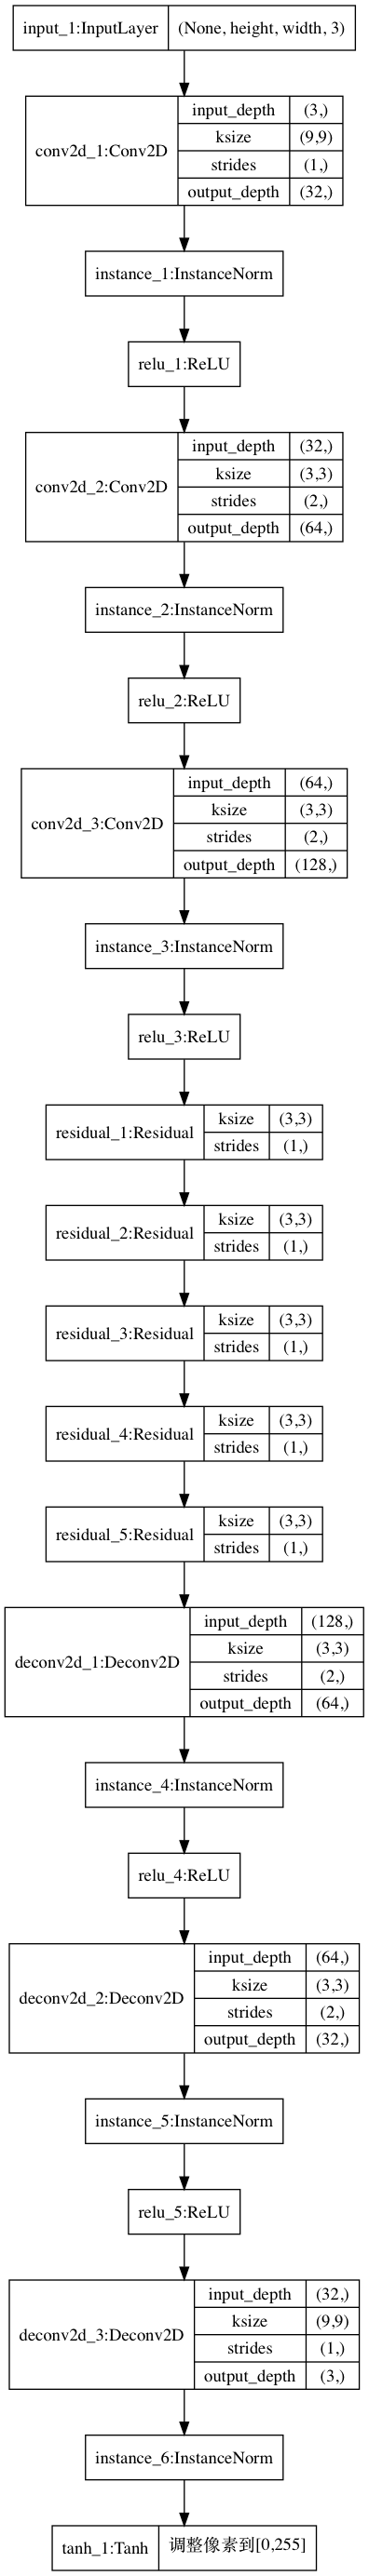 input_1:InputLayer (None, height, width, 3)
conv2d_1:Conv2D
input_depth (3,)
ksize (9,9)
strides (1,)
output_depth (32,)
instance_1:InstanceNorm
relu_1:ReLU
conv2d_2:Conv2D
input_depth (32,)
ksize (3,3)
strides (2,)
output_depth (64,)
instance_2:InstanceNorm
relu_2:ReLU
conv2d_3:Conv2D
input_depth (64,)
ksize (3,3)
strides (2,)
output_depth (128,)
instance_3:InstanceNorm
relu_3:ReLU
residual_1:Residual
ksize (3,3)
strides (1,)
residual_2:Residual
ksize (3,3)
strides (1,)
residual_3:Residual
ksize (3,3)
strides (1,)
residual_4:Residual
ksize (3,3)
strides (1,)
residual_5:Residual
ksize (3,3)
strides (1,)
deconv2d_1:Deconv2D
input_depth (128,)
ksize (3,3)
strides (2,)
output_depth (64,)
instance_4:InstanceNorm
relu_4:ReLU
deconv2d_2:Deconv2D
input_depth (64,)
ksize (3,3)
strides (2,)
output_depth (32,)
instance_5:InstanceNorm
relu_5:ReLU
deconv2d_3:Deconv2D
input_depth (32,)
ksize (9,9)
strides (1,)
output_depth (3,)
instance_6:InstanceNorm
tanh_1:Tanh 调整像素到[0,255]